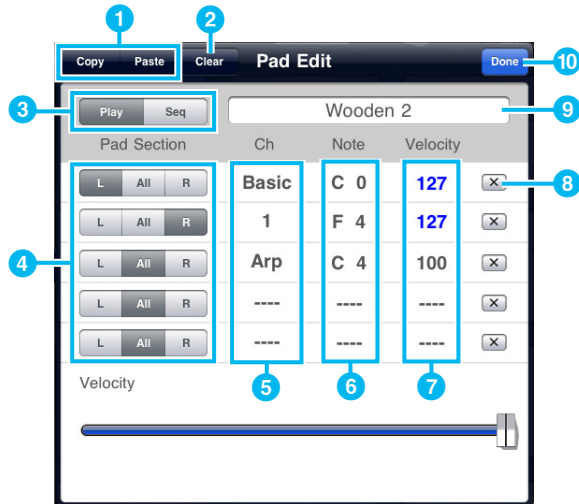 1 2
Copy Paste Clear Pad Edit Done 10
3 Play Seq Wooden 2 9
Pad Section Ch Note Velocity
L All R Basic C 0 127 X 8
L All R 1 F 4 127 X
4 L All R Arp C 4 100 X
L All R ---- ---- ---- X
L All R ---- ---- ---- X
Velocity 5 6 7